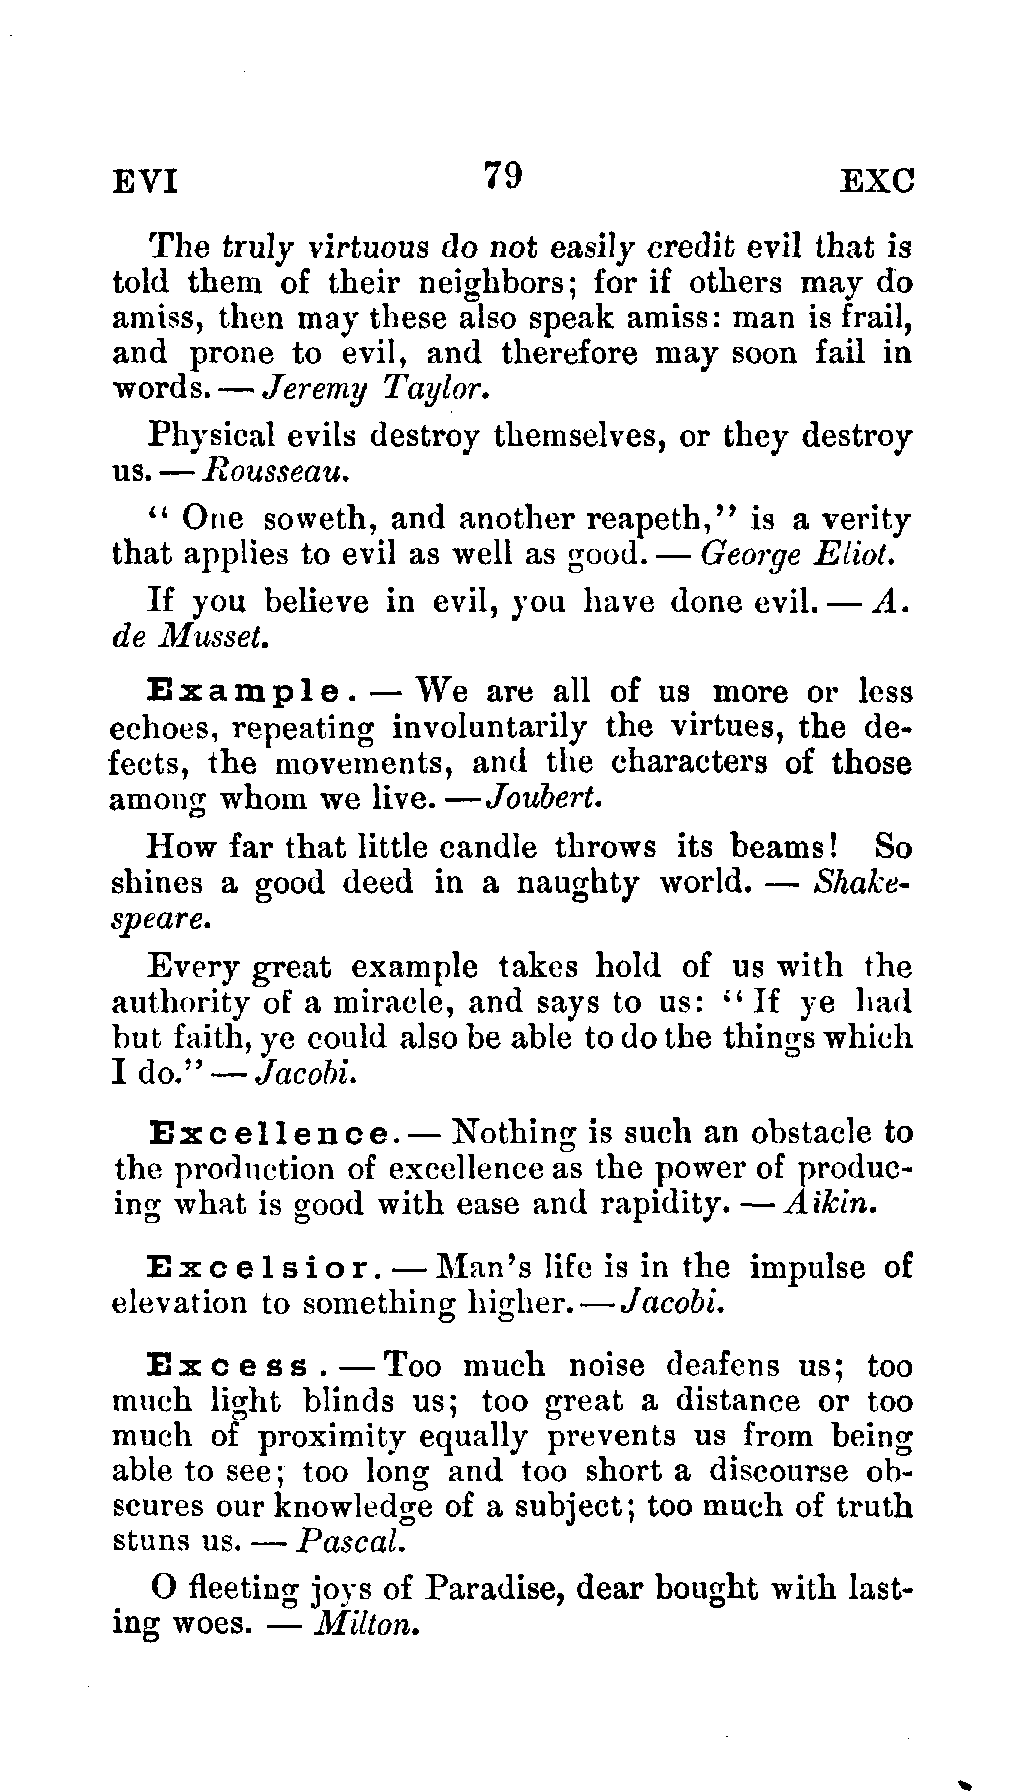 EVI 79 EXC
The truly virtuous do not easily credit evil that is
told them of their neighbors; for if others may do
amiss, then may these also speak amiss: man is frail,
and prone to evil, and therefore may soon fail in
words. — Jeremy Taylor.
Physical evils destroy themselves, or they destroy
us. — Rousseau.
“ One soweth, and another reapeth,” is a verity
that applies to evil as well as good. — George Eliot.
If you believe in evil, you have done evil. — A.
de Musset.
Example. — We are all of us more or less
echoes, repeating involuntarily the virtues, the de-
fects, the movements, and the characters of those
among whom we live. — Joubert.
How far that little candle throws its beams! So
shines a good deed in a naughty world. — Shake-
speare.
Every great example takes hold of us with the
authority of a miracle, and says to us: “ If ye had
but faith, ye could also be able to do the things which
I do.” — Jacobi.
Excellence. — Nothing is such an obstacle to
the production of excellence as the power of produc-
ing what is good with ease and rapidity. — Aikin.
Excelsior. — Man’s life is in the impulse of
elevation to something higher. — Jacobi.
Excess. — Too much noise deafens us; too
much light blinds us; too great a distance or too
much of proximity equally prevents us from being
able to see; too long and too short a discourse ob-
scures our knowledge of a subject; too much of truth
stuns us. — Pascal.
O fleeting joys of Paradise, dear bought with last-
ing woes. — Milton.